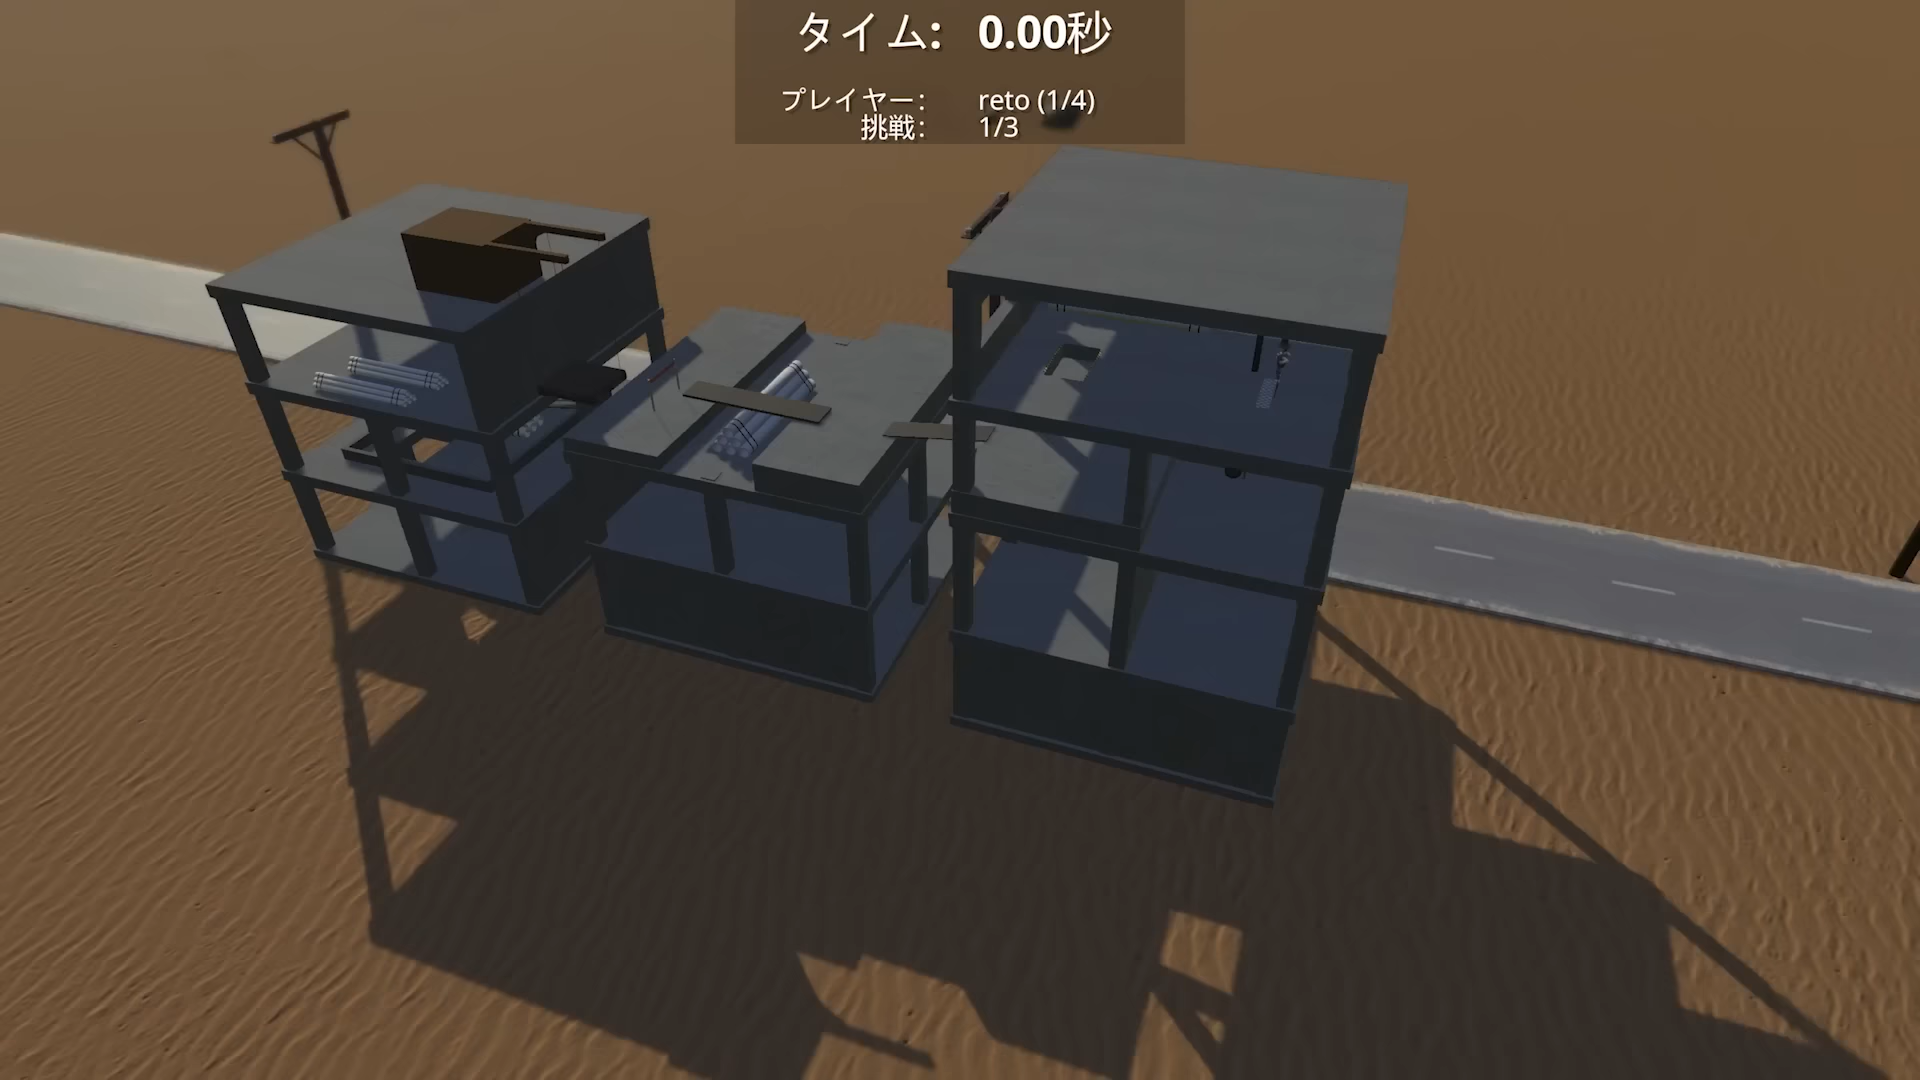 タイム: 0.00秒
プレイヤー: reto (1/4)
挑戦: 1/3